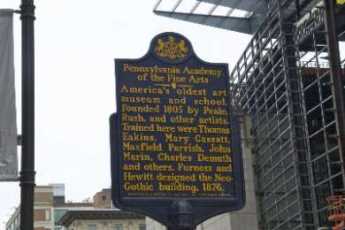 Pennsylvania Academy
of the Fine Arts
America's oldest art
museum and school.
Founded 1805 by Peale,
Rush, and other artists.
Trained here were Thomas
Eakins, Mary Cassatt,
Maxfield Parrish, John
Marin, Charles Demuth
and others. Furness and
Hewitt designed the Neo-
Gothic building, 1876.